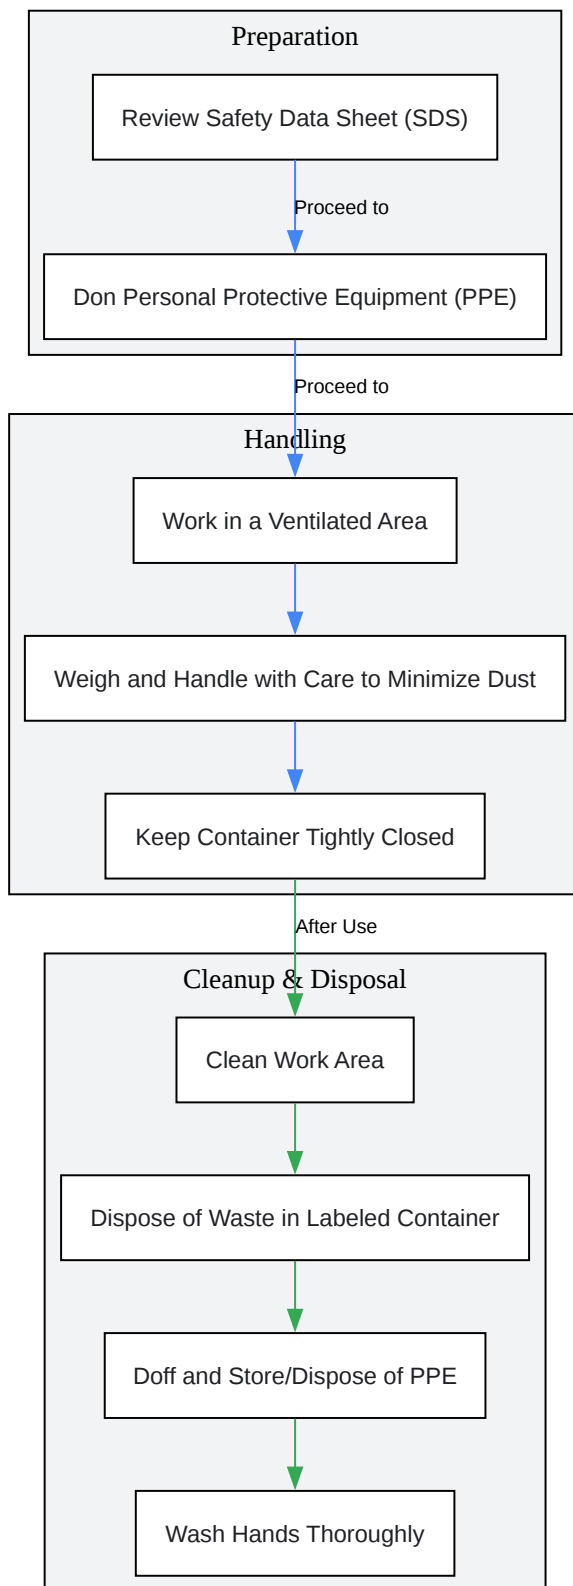 Preparation
Review Safety Data Sheet (SDS)
Proceed to
Don Personal Protective Equipment (PPE)
Proceed to
Handling
Work in a Ventilated Area
Weigh and Handle with Care to Minimize Dust
Keep Container Tightly Closed
After Use
Cleanup & Disposal
Clean Work Area
Dispose of Waste in Labeled Container
Doff and Store/Dispose of PPE
Wash Hands Thoroughly